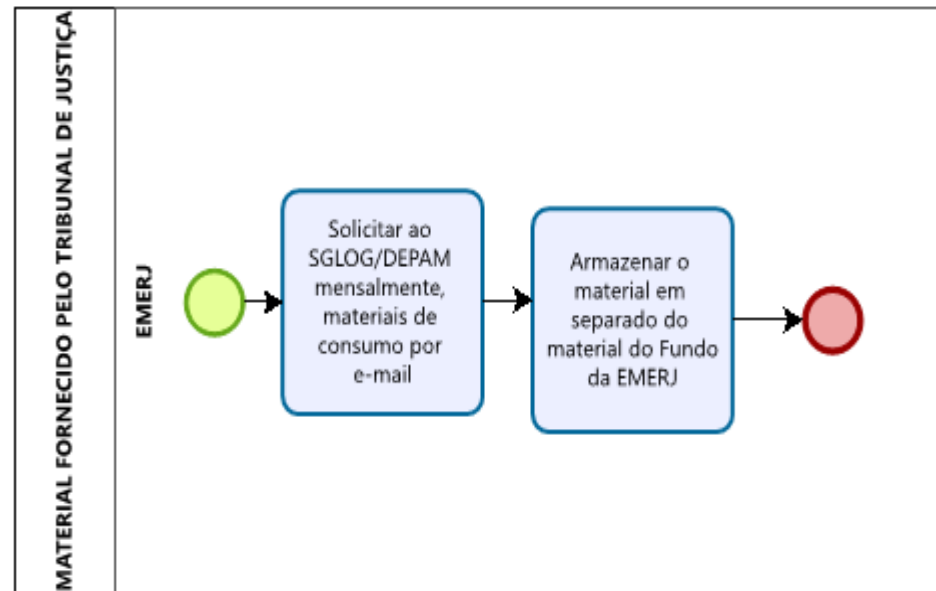 MATERIAL FORNECIDO PELO TRIBUNAL DE JUSTIÇA
EMERJ
Solicitar ao
SGLOG/DEPAM
mensalmente,
materiais de
consumo por
e-mail
Armazenar o
material em
separado do
material do Fundo
da EMERJ